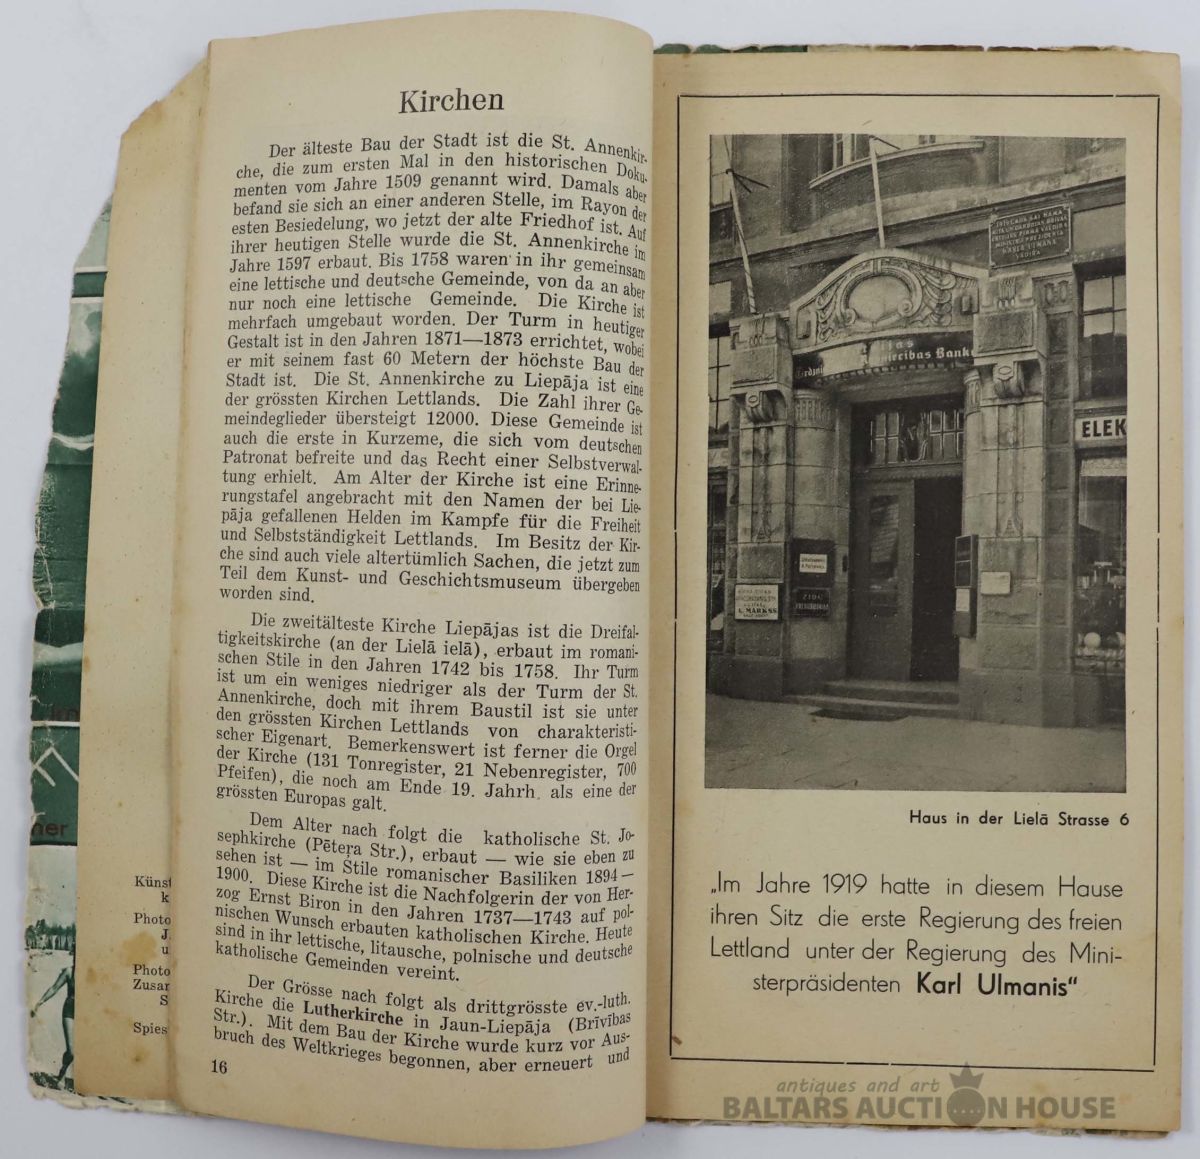 Kirchen
Der älteste Bau der Stadt ist die St. Annenkir-
che, die zum ersten Mal in den historischen Doku-
menten vom Jahre 1509 genannt wird. Damals aber
befand sie sich an einer anderen Stelle, im Rayon der
esten Besiedelung, wo jetzt der alte Friedhof ist. Auf
ihrer heutigen Stelle wurde die St. Annenkirche im
Jahre 1597 erbaut. Bis 1758 waren in ihr gemeinsam
eine lettische und deutsche Gemeinde, von da an aber
nur noch eine lettische Gemeinde. Die Kirche ist
mehrfach umgebaut worden. Der Turm in heutiger
Gestalt ist in den Jahren 1871—1873 errichtet, wobei
er mit seinem fast 60 Metern der höchste Bau der
Stadt ist. Die St. Annenkirche zu Liepāja ist eine
der grössten Kirchen Lettlands. Die Zahl ihrer Ge-
meindeglieder übersteigt 12000. Diese Gemeinde ist
auch die erste in Kurzeme, die sich vom deutschen
Patronat befreite und das Recht einer Selbstverwal-
tung erhielt. Am Alter der Kirche ist eine Erinne-
rungstafel angebracht mit den Namen der bei Lie-
pāja gefallenen Helden im Kampfe für die Freiheit
und Selbstständigkeit Lettlands. Im Besitz der Kir-
che sind auch viele altertümlich Sachen, die jetzt zum
Teil dem Kunst- und Geschichtsmuseum übergeben
worden sind.
Die zweitälteste Kirche Liepājas ist die Dreifal-
tigkeitskirche (an der Lielā ielā), erbaut im romani-
schen Stile in den Jahren 1742 bis 1758. Ihr Turm
ist um ein weniges niedriger als der Turm der St.
Annenkirche, doch mit ihrem Baustil ist sie unter
den grössten Kirchen Lettlands von charakteristi-
scher Eigenart. Bemerkenswert ist ferner die Orgel
der Kirche (131 Tonregister, 21 Nebenregister, 700
Pfeifen), die noch am Ende 19. Jahrh. als eine der
grössten Europas galt.
Dem Alter nach folgt die katholische St. Jo-
sephkirche (Pētera Str.), erbaut — wie sie eben zu
sehen ist — im Stile romanischer Basiliken 1894—
1900. Diese Kirche ist die Nachfolgerin der von Her-
zog Ernst Biron in den Jahren 1737—1743 auf pol-
nischen Wunsch erbauten katholischen Kirche. Heute
sind in ihr lettische, litausche, polnische und deutsche
katholische Gemeinden vereint.
Der Grösse nach folgt als drittgrösste ev.-luth.
Kirche die Lutherkirche in Jaun-Liepāja (Brīvības
Str.). Mit dem Bau der Kirche wurde kurz vor Aus-
bruch des Weltkrieges begonnen, aber erneuert und
16
Künst
k
Photo
J
u
Photo
Zusar
S
Spies
ner
MINISTRU PREZIDENTA
KARĻA ULMAŅA
VADĪBA
Bank
ELEK
Haus in der Lielā Strasse 6
„Im Jahre 1919 hatte in diesem Hause
ihren Sitz die erste Regierung des freien
Lettland unter der Regierung des Mini-
sterpräsidenten Karl Ulmanis“
antiques and art
BALTARS AUCTION HOUSE